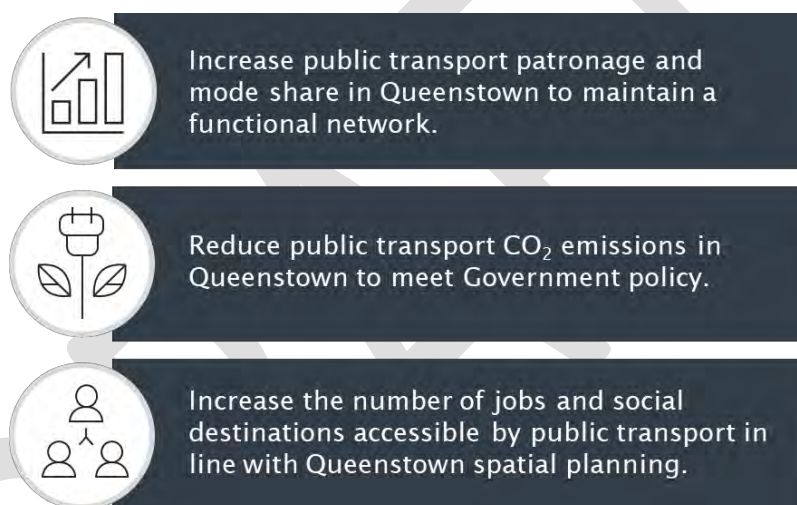 Increase public transport patronage and
mode share in Queenstown to maintain a
functional network.
Reduce public transport CO₂ emissions in
Queenstown to meet Government policy.
Increase the number of jobs and social
destinations accessible by public transport in
line with Queenstown spatial planning.